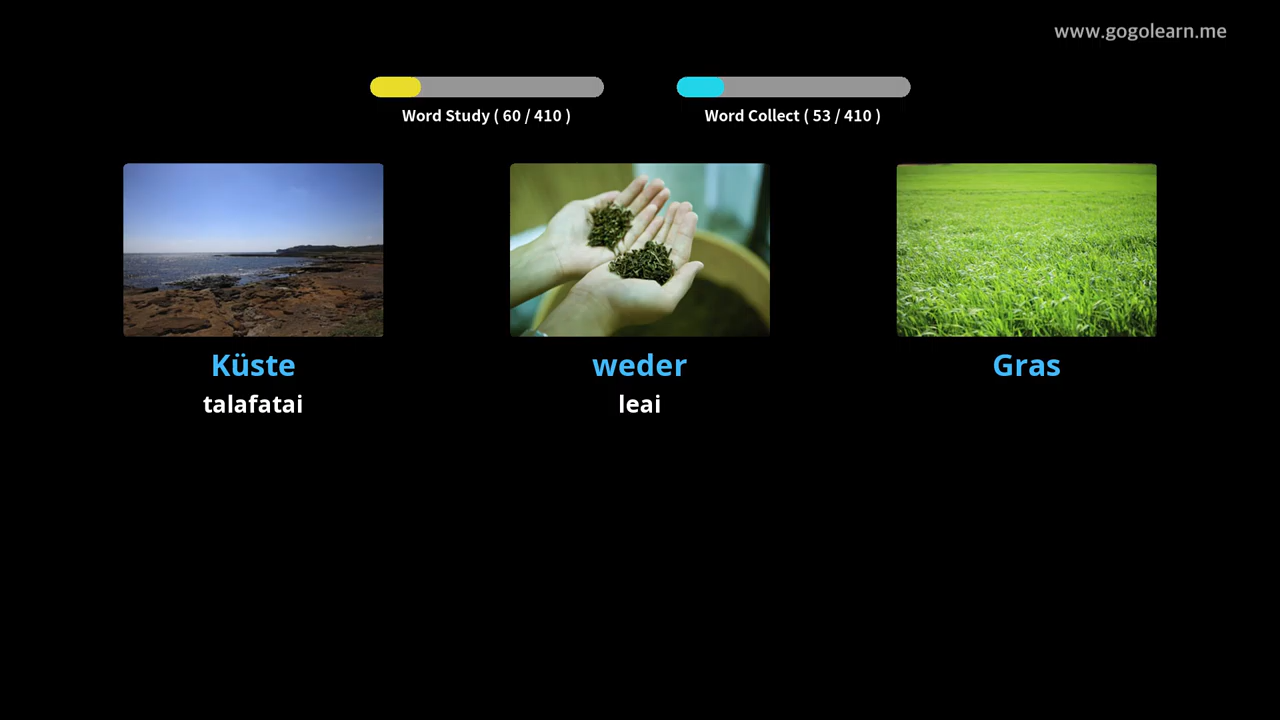 www.gogolearn.me
Word Study ( 60 / 410 )
Word Collect ( 53 / 410 )
Küste
talafatai
weder
leai
Gras